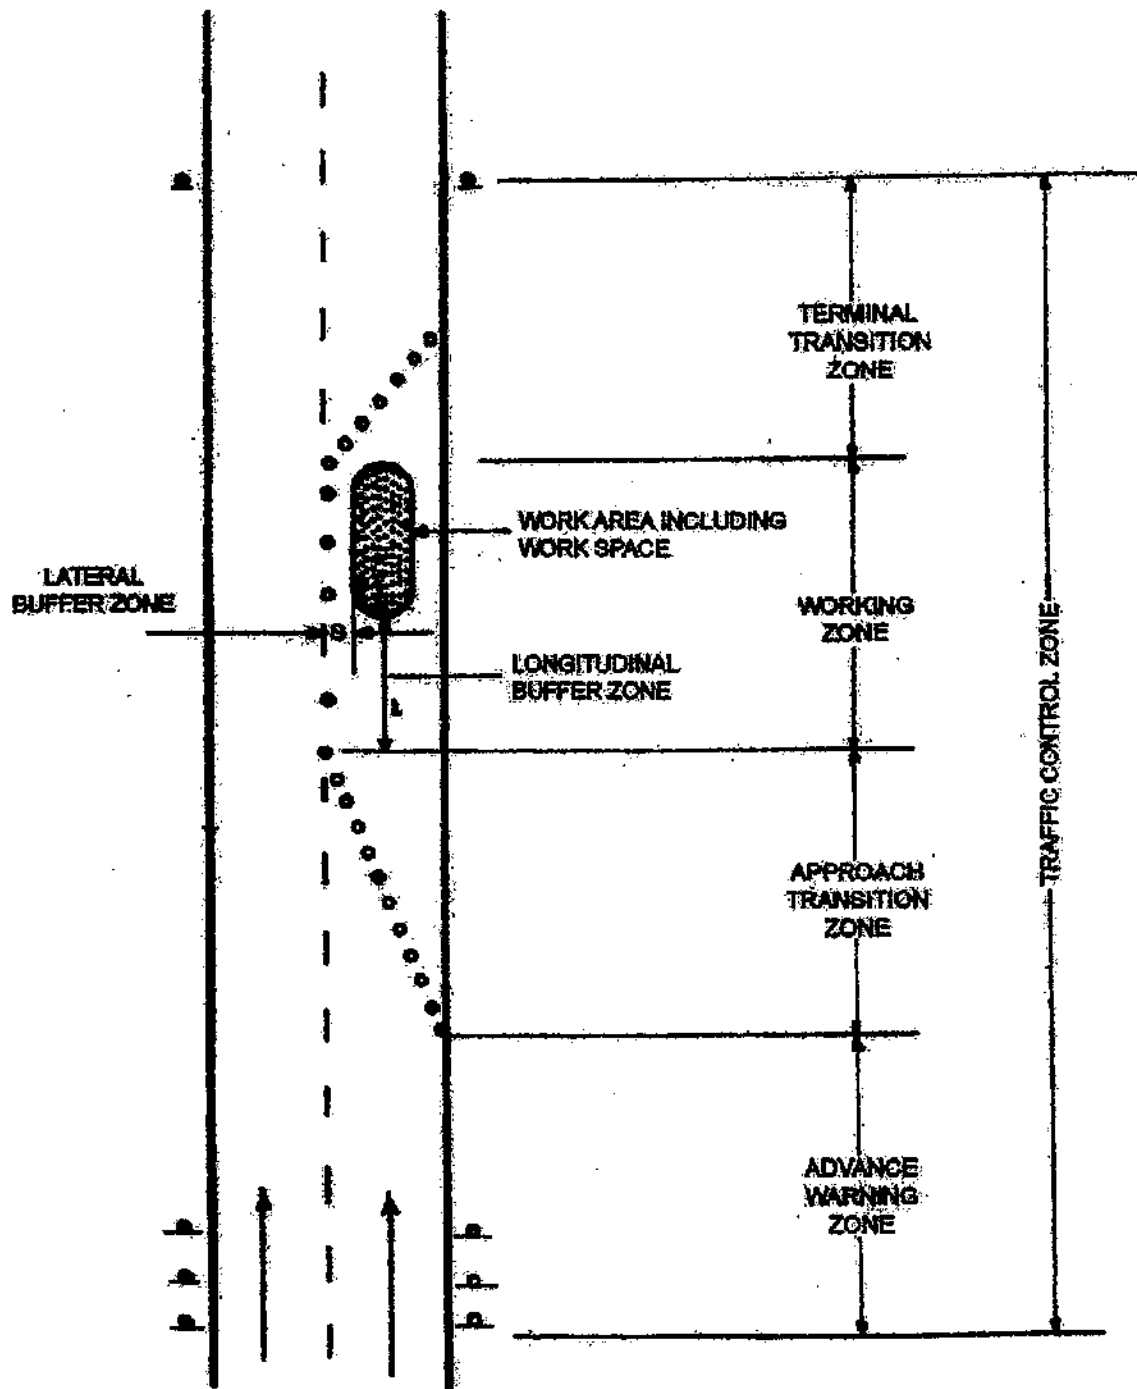 TERMINAL
TRANSITION
ZONE
WORK AREA INCLUDING
WORK SPACE
LATERAL
BUFFER ZONE
WORKING
ZONE
B
LONGITUDINAL
BUFFER ZONE
L
TRAFFIC CONTROL ZONE
APPROACH
TRANSITION
ZONE
ADVANCE
WARNING
ZONE